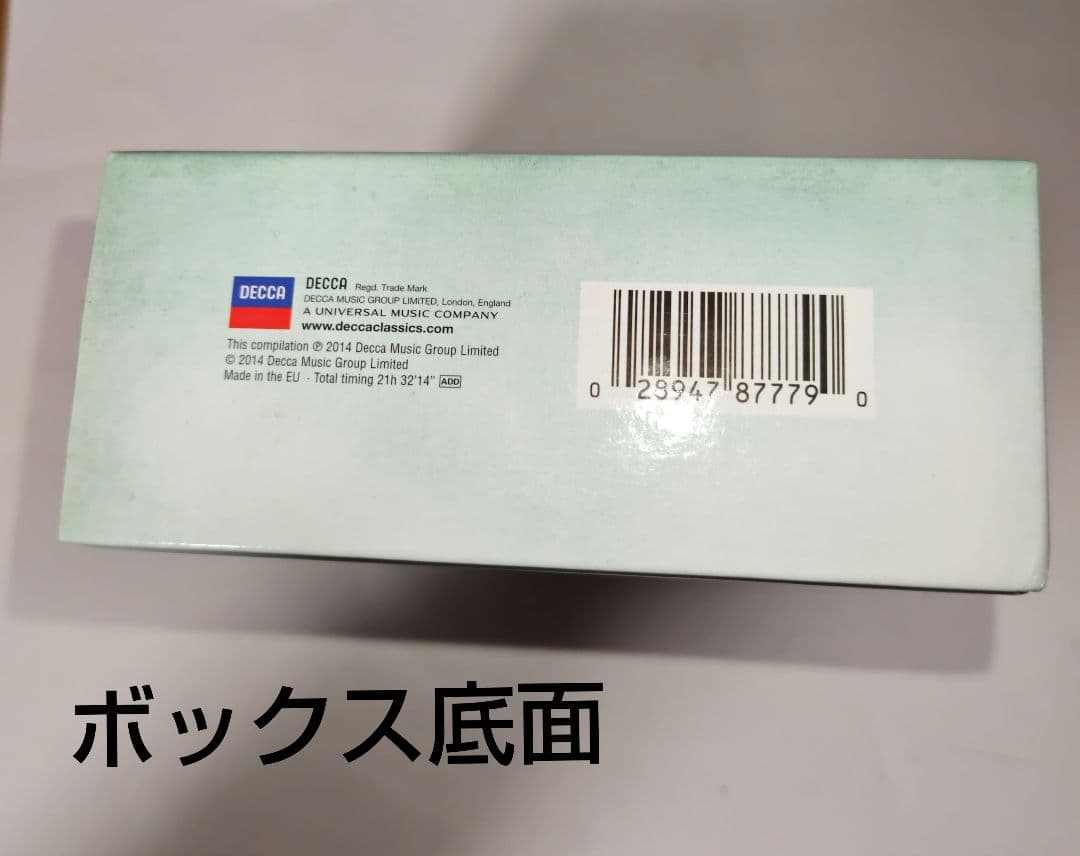 DECCA
DECCA Regd. Trade Mark
DECCA MUSIC GROUP LIMITED, London, England
A UNIVERSAL MUSIC COMPANY
www.deccaclassics.com
This compilation ℗ 2014 Decca Music Group Limited
© 2014 Decca Music Group Limited
Made in the EU · Total timing 21h 32'14" ADD
0 28947 87779 0
ボックス底面